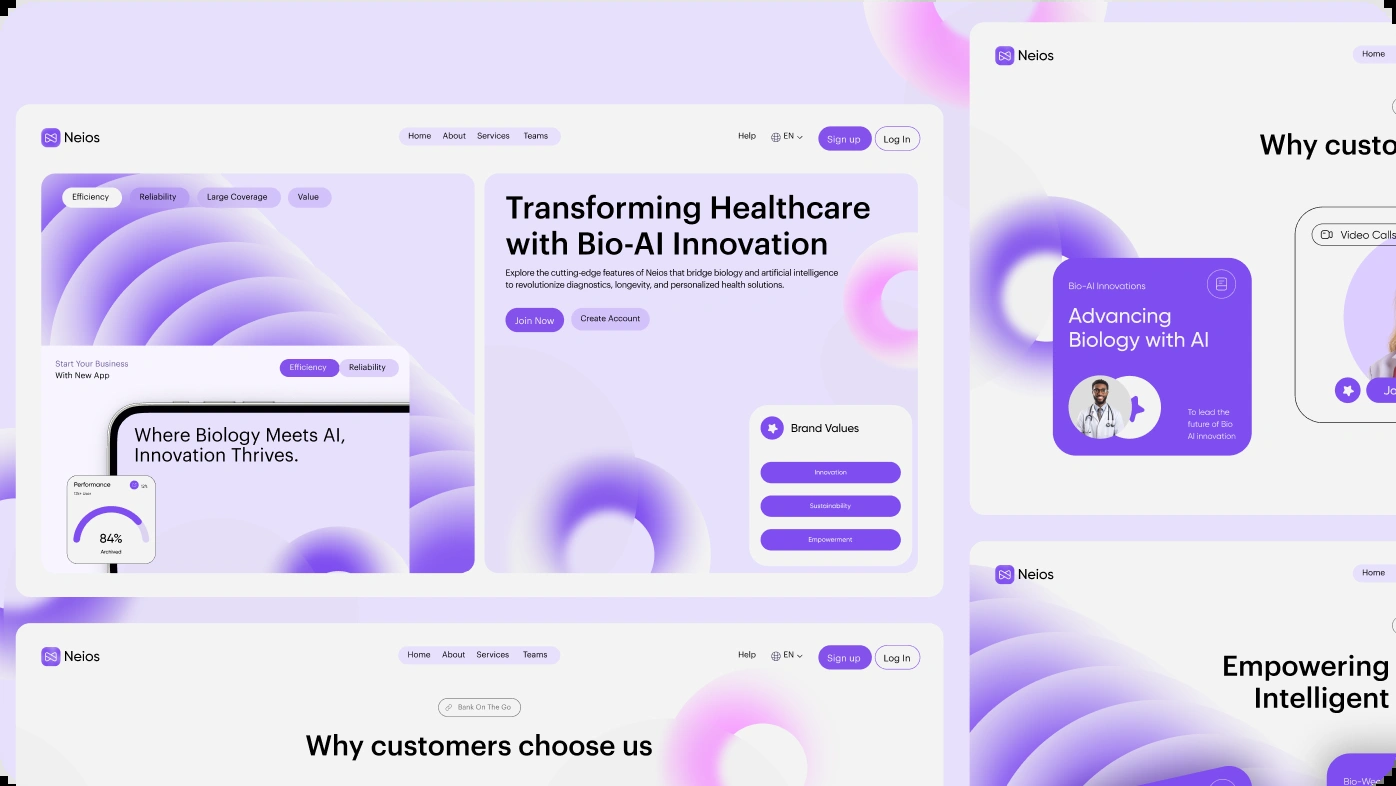 Neios
Home About Services Teams
Help EN Sign up Log In
Efficiency Reliability Large Coverage Value
Start Your Business
With New App
Efficiency Reliability
Where Biology Meets AI,
Innovation Thrives.
Performance
84%
Archived
Transforming Healthcare
with Bio-AI Innovation
Explore the cutting-edge features of Neios that bridge biology and artificial intelligence
to revolutionize diagnostics, longevity, and personalized health solutions.
Join Now Create Account
Brand Values
Innovation
Sustainability
Empowerment
Neios
Home About Services Teams
Help EN Sign up Log In
Bank On The Go
Why customers choose us
Neios
Home
Why custo
Video Calls
Bio-AI Innovations
Advancing
Biology with AI
To lead the
future of Bio
AI innovation
Jo
Neios
Home
Empowering
Intelligent